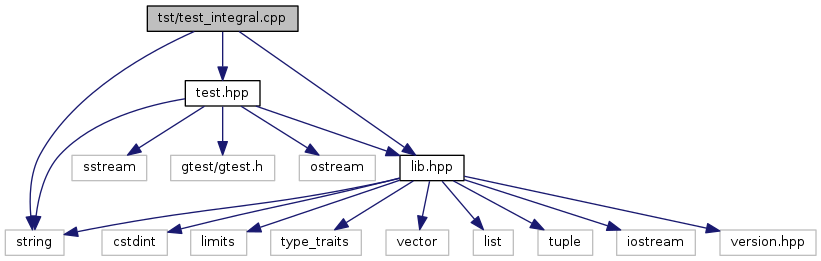 tst/test_integral.cpp
test.hpp
sstream
gtest/gtest.h
ostream
lib.hpp
string
cstdint
limits
type_traits
vector
list
tuple
iostream
version.hpp